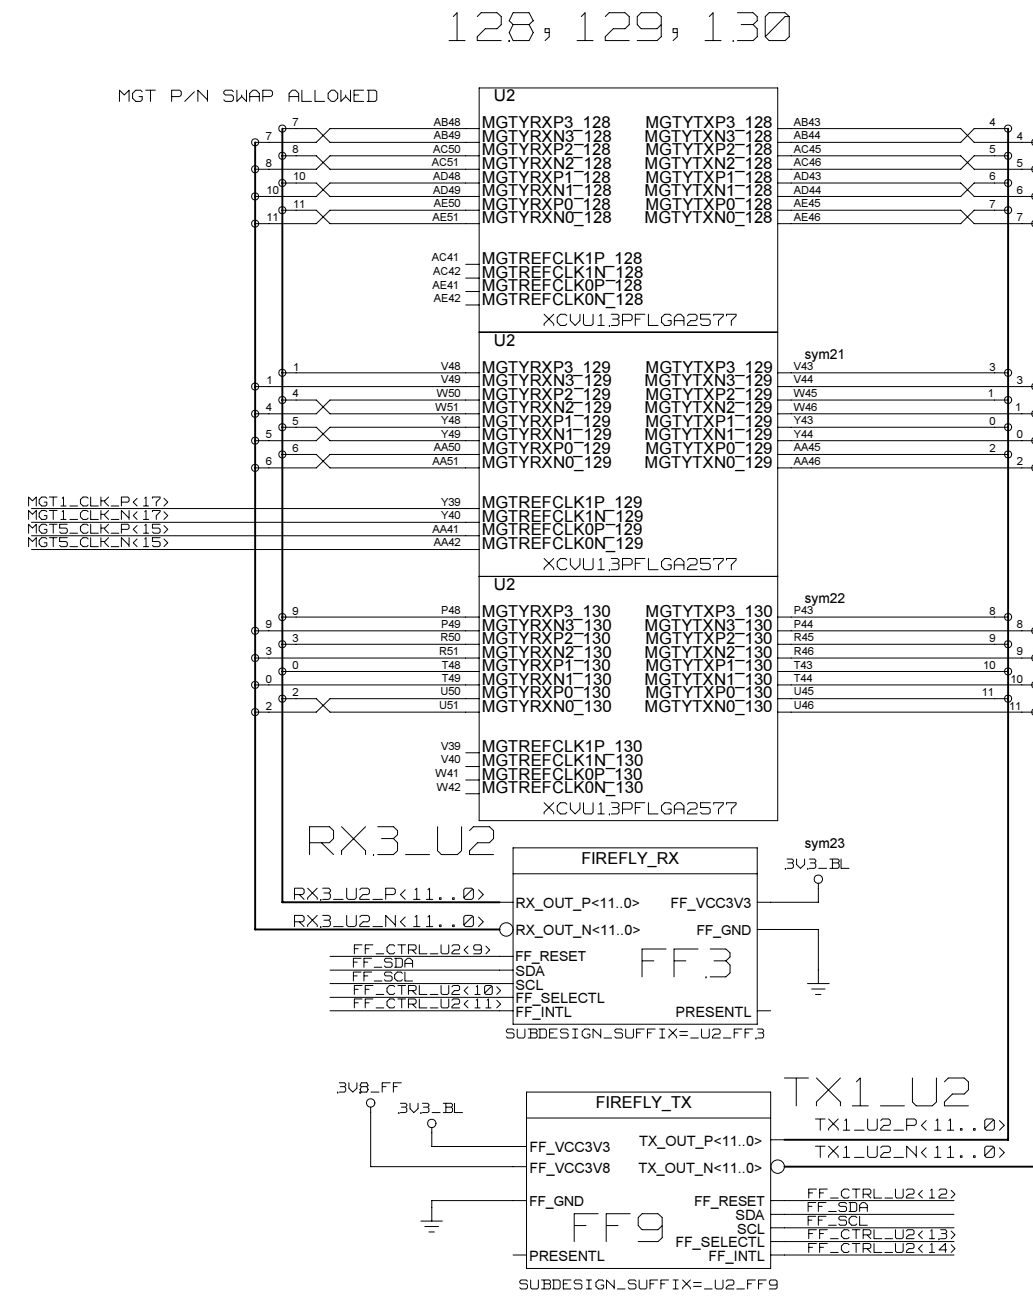 128, 129, 130
MGT P/N SWAP ALLOWED
U2
7 AB48 MGTYRXP3_128 MGTYTXP3_128 AB43 4
7 AB49 MGTYRXN3_128 MGTYTXN3_128 AB44 4
8 AC50 MGTYRXP2_128 MGTYTXP2_128 AC45 5
8 AC51 MGTYRXN2_128 MGTYTXN2_128 AC46 5
10 AD48 MGTYRXP1_128 MGTYTXP1_128 AD43 6
10 AD49 MGTYRXN1_128 MGTYTXN1_128 AD44 6
11 AE50 MGTYRXP0_128 MGTYTXP0_128 AE45 7
11 AE51 MGTYRXN0_128 MGTYTXN0_128 AE46 7
AC41 MGTREFCLK1P_128
AC42 MGTREFCLK1N_128
AE41 MGTREFCLK0P_128
AE42 MGTREFCLK0N_128
XCVU13PFLGA2577
U2
sym21
1 V48 MGTYRXP3_129 MGTYTXP3_129 V43 3
1 V49 MGTYRXN3_129 MGTYTXN3_129 V44 3
4 W50 MGTYRXP2_129 MGTYTXP2_129 W45 1
4 W51 MGTYRXN2_129 MGTYTXN2_129 W46 1
5 Y48 MGTYRXP1_129 MGTYTXP1_129 Y43 0
5 Y49 MGTYRXN1_129 MGTYTXN1_129 Y44 0
6 AA50 MGTYRXP0_129 MGTYTXP0_129 AA45 2
6 AA51 MGTYRXN0_129 MGTYTXN0_129 AA46 2
MGT1_CLK_P<17> Y39 MGTREFCLK1P_129
MGT1_CLK_N<17> Y40 MGTREFCLK1N_129
MGT5_CLK_P<15> AA41 MGTREFCLK0P_129
MGT5_CLK_N<15> AA42 MGTREFCLK0N_129
XCVU13PFLGA2577
U2
sym22
9 P48 MGTYRXP3_130 MGTYTXP3_130 P43 8
9 P49 MGTYRXN3_130 MGTYTXN3_130 P44 8
3 R50 MGTYRXP2_130 MGTYTXP2_130 R45 9
3 R51 MGTYRXN2_130 MGTYTXN2_130 R46 9
0 T48 MGTYRXP1_130 MGTYTXP1_130 T43 10
0 T49 MGTYRXN1_130 MGTYTXN1_130 T44 10
2 U50 MGTYRXP0_130 MGTYTXP0_130 U45 11
2 U51 MGTYRXN0_130 MGTYTXN0_130 U46 11
V39 MGTREFCLK1P_130
V40 MGTREFCLK1N_130
W41 MGTREFCLK0P_130
W42 MGTREFCLK0N_130
XCVU13PFLGA2577
RX3_U2
sym23
FIREFLY_RX
3V3_BL
RX3_U2_P<11..0> RX_OUT_P<11..0> FF_VCC3V3
RX3_U2_N<11..0> RX_OUT_N<11..0> FF_GND
FF_CTRL_U2<9> FF_RESET
FF_SDA SDA
FF_SCL SCL
FF_CTRL_U2<10> FF_SELECTL
FF_CTRL_U2<11> FF_INTL
FF3
PRESENTL
SUBDESIGN_SUFFIX=_U2_FF3
3V8_FF
3V3_BL
FIREFLY_TX
TX1_U2
FF_VCC3V3 TX_OUT_P<11..0> TX1_U2_P<11..0>
FF_VCC3V8 TX_OUT_N<11..0> TX1_U2_N<11..0>
FF_GND FF_RESET FF_CTRL_U2<12>
SDA FF_SDA
SCL FF_SCL
FF_SELECTL FF_CTRL_U2<13>
FF9
PRESENTL FF_INTL FF_CTRL_U2<14>
SUBDESIGN_SUFFIX=_U2_FF9